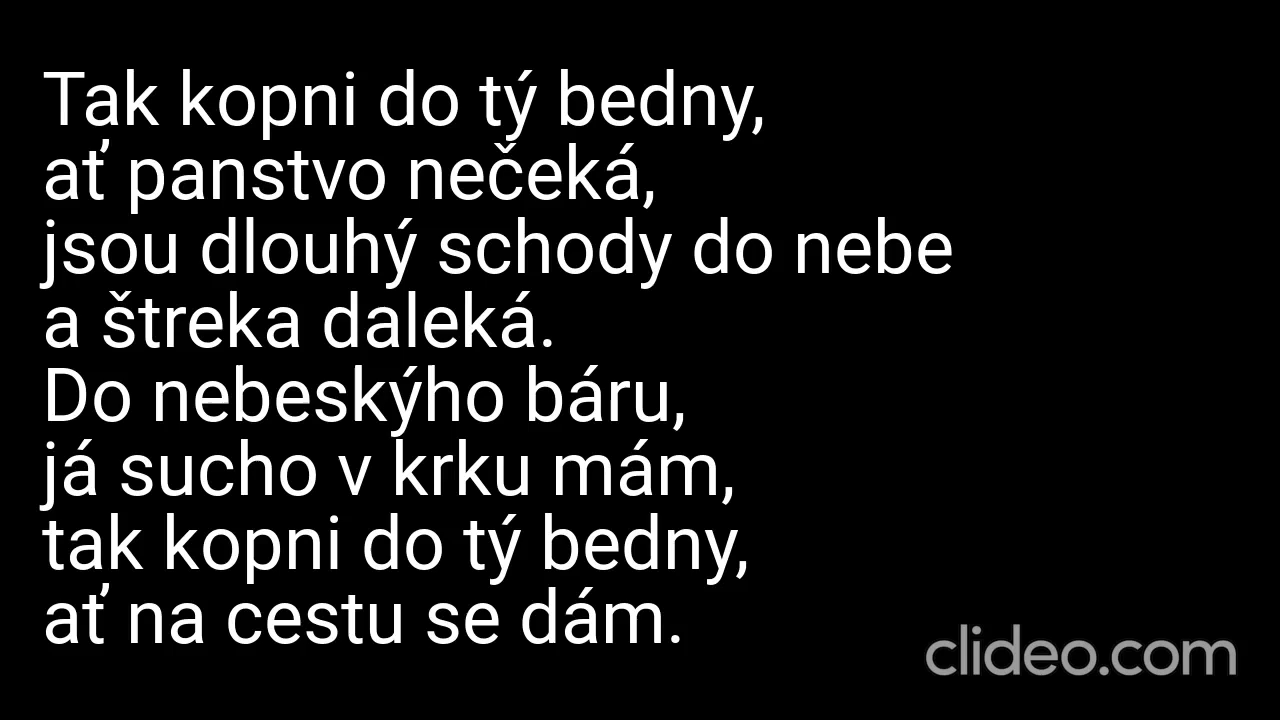 Tak kopni do tý bedny,
ať panstvo nečeká,
jsou dlouhý schody do nebe
a štreka daleká.
Do nebeskýho báru,
já sucho v krku mám,
tak kopni do tý bedny,
ať na cestu se dám.
clideo.com